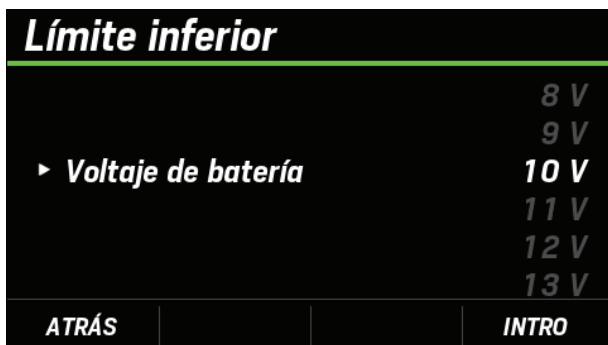 Límite inferior
8 V
9 V
▸ Voltaje de batería 10 V
11 V
12 V
13 V
ATRÁS INTRO